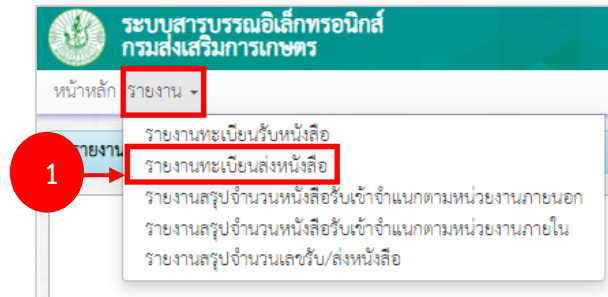 ระบบสารบรรณอิเล็กทรอนิกส์
กรมส่งเสริมการเกษตร
หน้าหลัก รายงาน
รายงาน
รายงานทะเบียนรับหนังสือ
1 รายงานทะเบียนส่งหนังสือ
รายงานสรุปจำนวนหนังสือรับเข้าจำแนกตามหน่วยงานภายนอก
รายงานสรุปจำนวนหนังสือรับเข้าจำแนกตามหน่วยงานภายใน
รายงานสรุปจำนวนเลขรับ/ส่งหนังสือ